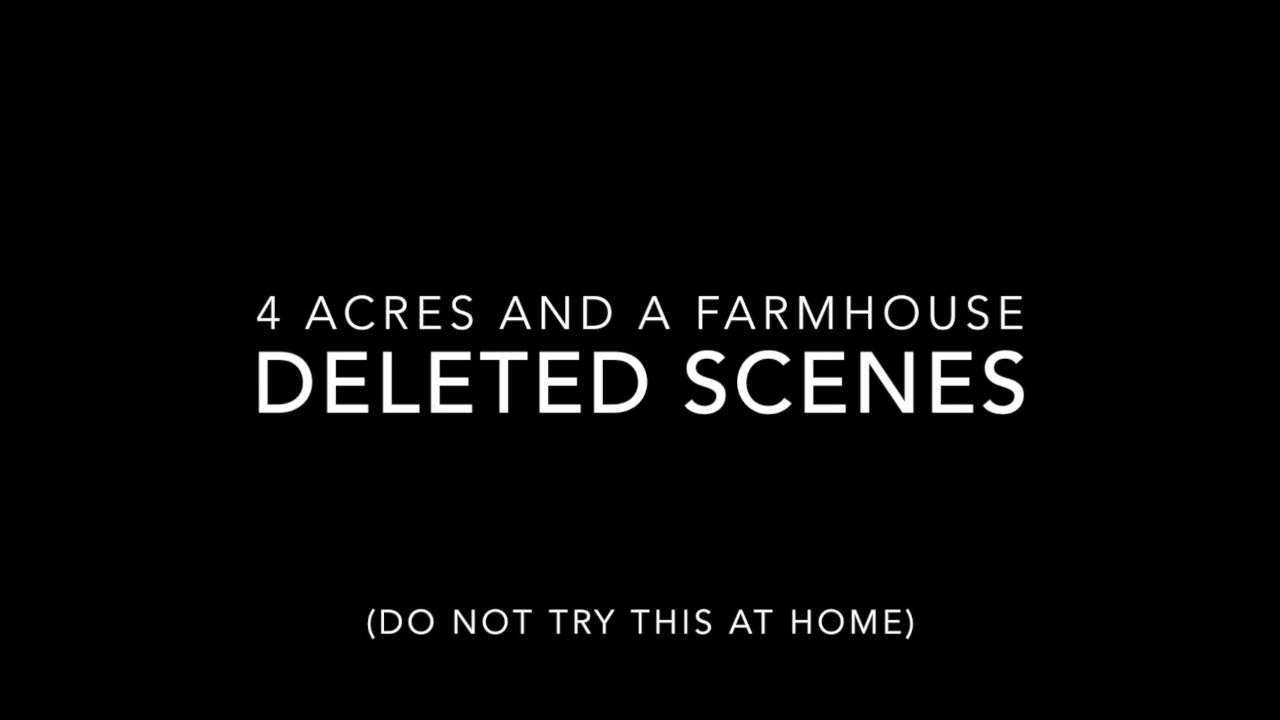 4 ACRES AND A FARMHOUSE
DELETED SCENES
(DO NOT TRY THIS AT HOME)